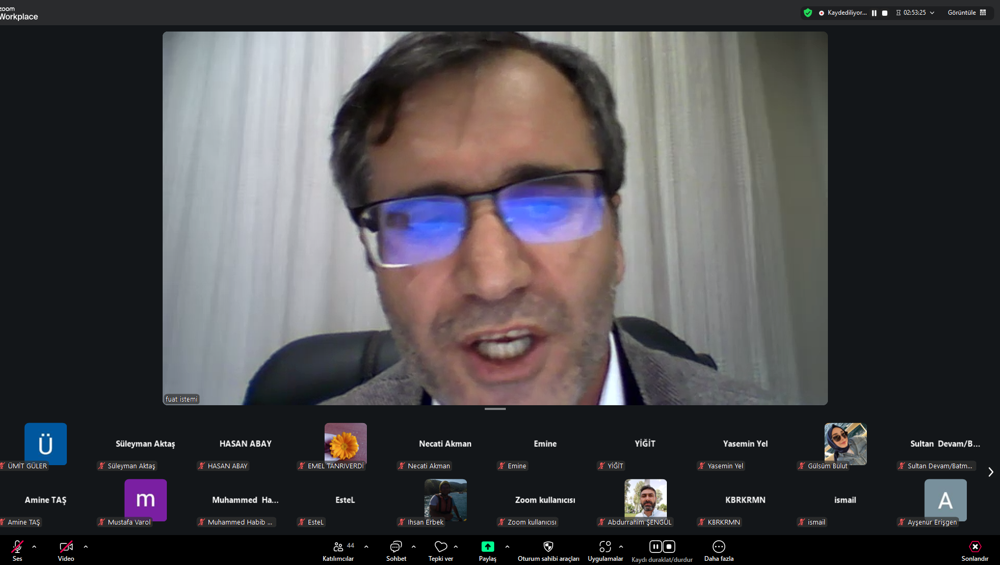 zoom
Workplace
Kaydediliyor...
02:53:25
Görüntüle
fuat istemi
Ü
Süleyman Aktaş
HASAN ABAY
Necati Akman
Emine
YİĞİT
Yasemin Yel
Sultan Devam/B...
ÜMİT GÜLER
Süleyman Aktaş
HASAN ABAY
EMEL TANRIVERDİ
Necati Akman
Emine
YİĞİT
Yasemin Yel
Gülsüm Bulut
Sultan Devam/Batm...
Amine TAŞ
m
Muhammed Ha...
EsteL
Zoom kullanıcısı
KBRKRMN
ismail
A
Amine TAŞ
Mustafa Varol
Muhammed Habib ...
EsteL
Ihsan Erbek
Zoom kullanıcısı
Abdurrahim ŞENGÜL
KBRKRMN
ismail
Ayşenur Erişgen
Ses
Video
44
Katılımcılar
Sohbet
Tepki ver
Paylaş
Oturum sahibi araçları
Uygulamalar
Kaydı duraklat/durdur
Daha fazla
Sonlandır